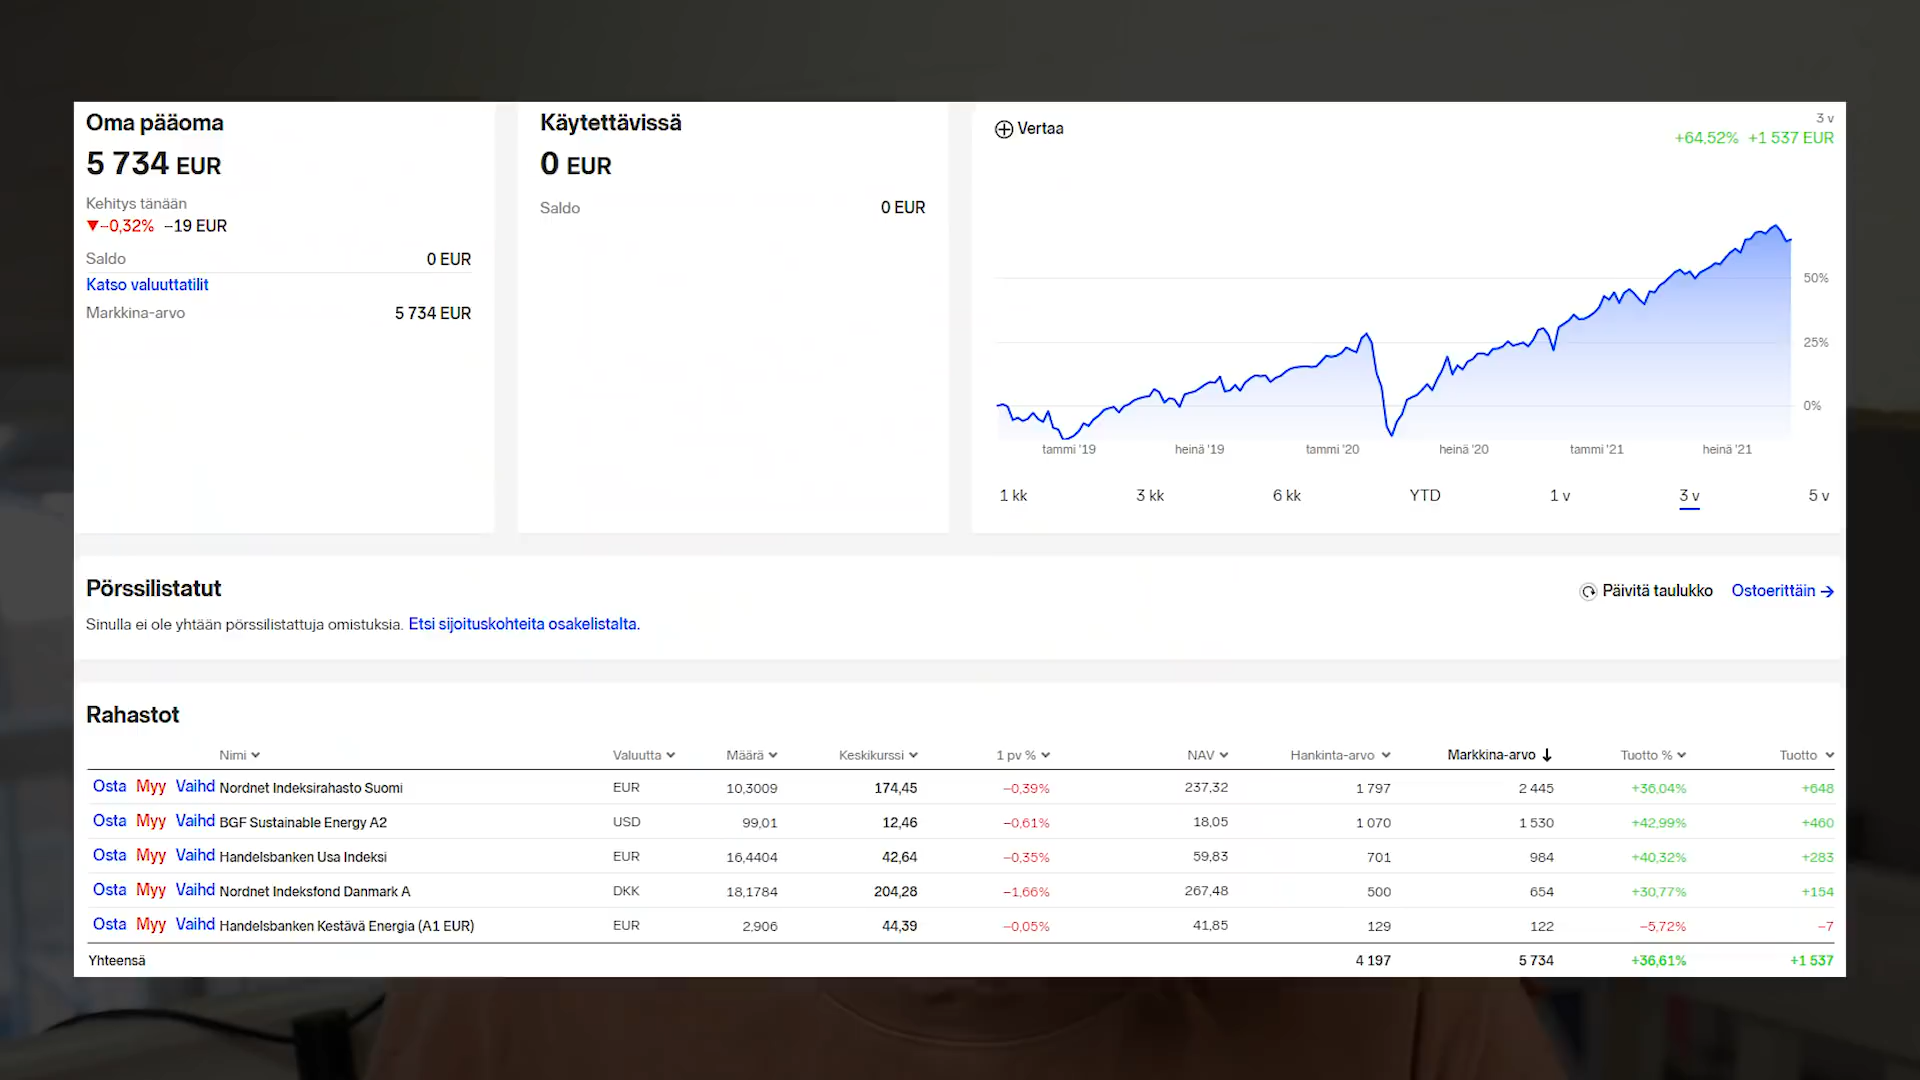 Oma pääoma
5 734 EUR
Kehitys tänään
▼−0,32% −19 EUR
Saldo 0 EUR
Katso valuuttatilit
Markkina-arvo 5 734 EUR
Käytettävissä
0 EUR
Saldo 0 EUR
Vertaa
3 v
+64,52% +1 537 EUR
50%
25%
0%
tammi '19 heinä '19 tammi '20 heinä '20 tammi '21 heinä '21
1 kk 3 kk 6 kk YTD 1 v 3 v 5 v
Pörssilistatut
Päivitä taulukko Ostoerittäin →
Sinulla ei ole yhtään pörssilistattuja omistuksia. Etsi sijoituskohteita osakelistalta.
Rahastot
Nimi Valuutta Määrä Keskikurssi 1 pv % NAV Hankinta-arvo Markkina-arvo ↓ Tuotto % Tuotto
Osta Myy Vaihd Nordnet Indeksirahasto Suomi EUR 10,3009 174,45 −0,39% 237,32 1 797 2 445 +36,04% +648
Osta Myy Vaihd BGF Sustainable Energy A2 USD 99,01 12,46 −0,61% 18,05 1 070 1 530 +42,99% +460
Osta Myy Vaihd Handelsbanken Usa Indeksi EUR 16,4404 42,64 −0,35% 59,83 701 984 +40,32% +283
Osta Myy Vaihd Nordnet Indeksfond Danmark A DKK 18,1784 204,28 −1,66% 267,48 500 654 +30,77% +154
Osta Myy Vaihd Handelsbanken Kestävä Energia (A1 EUR) EUR 2,906 44,39 −0,05% 41,85 129 122 −5,72% −7
Yhteensä 4 197 5 734 +36,61% +1 537